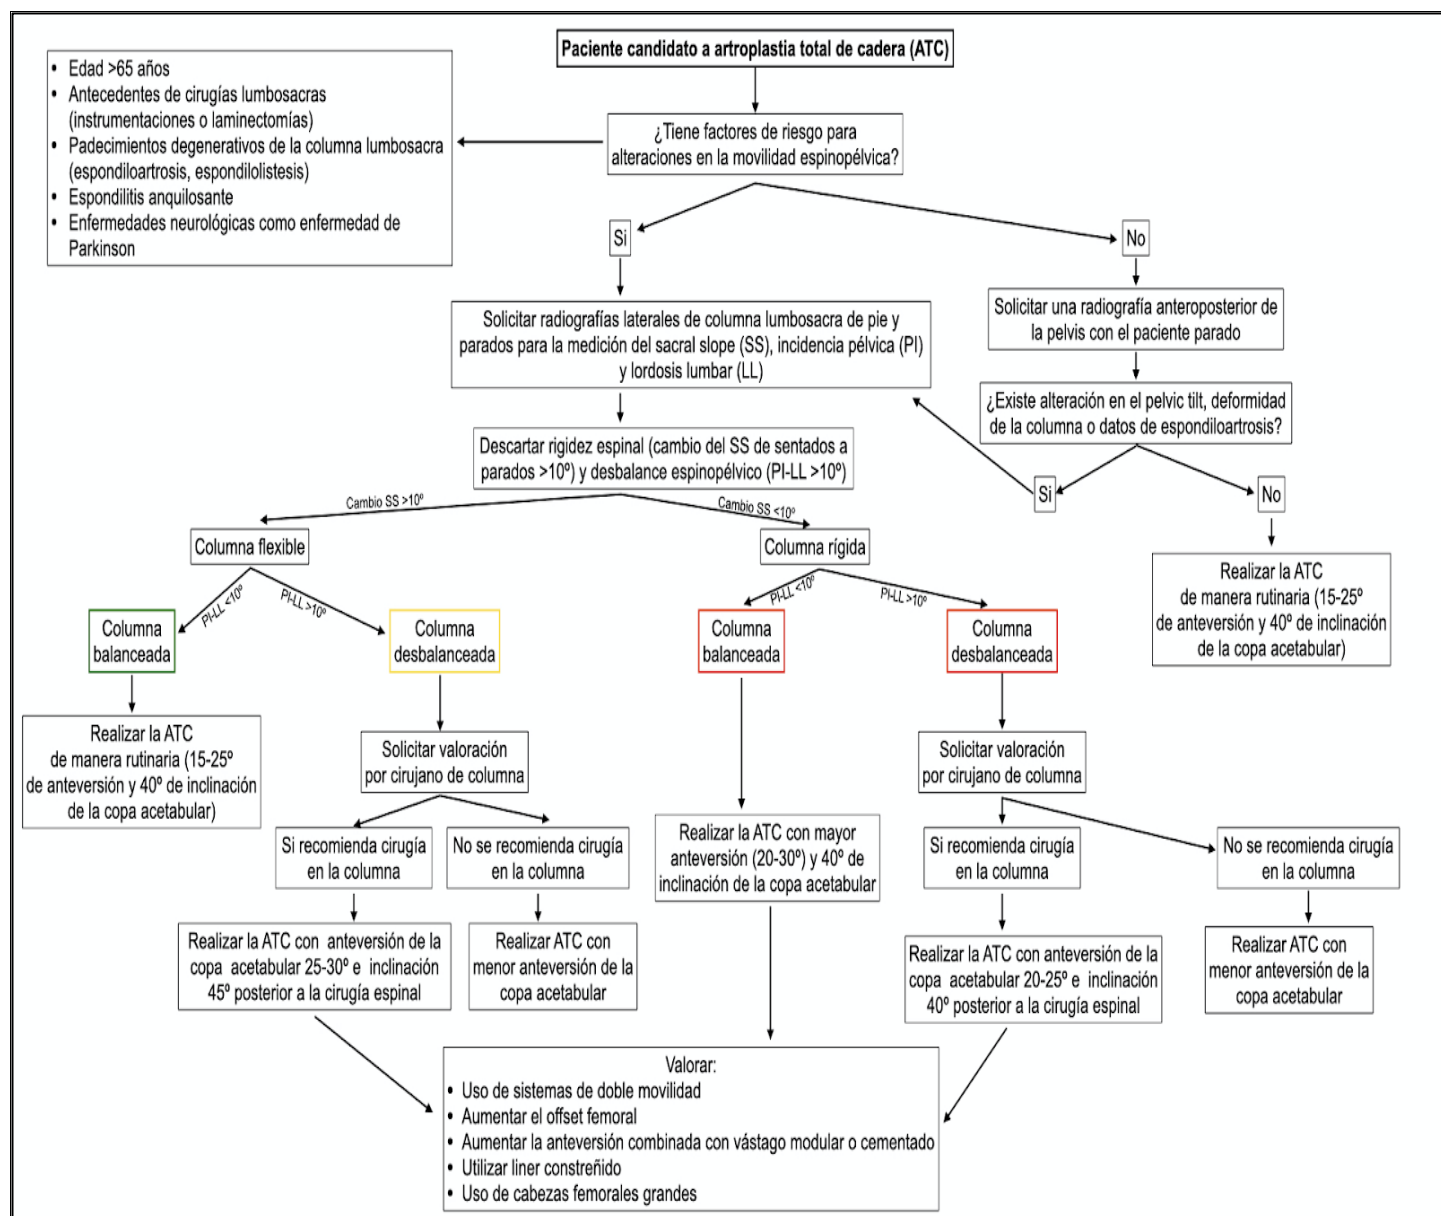 Paciente candidato a artroplastia total de cadera (ATC)
• Edad >65 años
• Antecedentes de cirugías lumbosacras
(instrumentaciones o laminectomías)
• Padecimientos degenerativos de la columna lumbosacra
(espondiloartrosis, espondilolistesis)
• Espondilitis anquilosante
• Enfermedades neurológicas como enfermedad de
Parkinson
¿Tiene factores de riesgo para
alteraciones en la movilidad espinopélvica?
Si
No
Solicitar radiografías laterales de columna lumbosacra de pie y
parados para la medición del sacral slope (SS), incidencia pélvica (PI)
y lordosis lumbar (LL)
Solicitar una radiografía anteroposterior de
la pelvis con el paciente parado
¿Existe alteración en el pelvic tilt, deformidad
de la columna o datos de espondiloartrosis?
Si
No
Descartar rigidez espinal (cambio del SS de sentados a
parados >10º) y desbalance espinopélvico (PI-LL >10º)
Cambio SS >10º
Cambio SS <10º
Columna flexible
Columna rígida
Realizar la ATC
de manera rutinaria (15-25º
de anteversión y 40º de inclinación
de la copa acetabular)
PI-LL <10º
PI-LL >10º
PI-LL <10º
PI-LL >10º
Columna
balanceada
Columna
desbalanceada
Columna
balanceada
Columna
desbalanceada
Realizar la ATC
de manera rutinaria (15-25º
de anteversión y 40º de inclinación
de la copa acetabular)
Solicitar valoración
por cirujano de columna
Realizar la ATC con mayor
anteversión (20-30º) y 40º de
inclinación de la copa acetabular
Solicitar valoración
por cirujano de columna
Si recomienda cirugía
en la columna
No se recomienda cirugía
en la columna
Si recomienda cirugía
en la columna
No se recomienda cirugía
en la columna
Realizar la ATC con anteversión de la
copa acetabular 25-30º e inclinación
45º posterior a la cirugía espinal
Realizar ATC con
menor anteversión de la
copa acetabular
Realizar la ATC con anteversión de la
copa acetabular 20-25º e inclinación
40º posterior a la cirugía espinal
Realizar ATC con
menor anteversión de la
copa acetabular
Valorar:
• Uso de sistemas de doble movilidad
• Aumentar el offset femoral
• Aumentar la anteversión combinada con vástago modular o cementado
• Utilizar liner constreñido
• Uso de cabezas femorales grandes